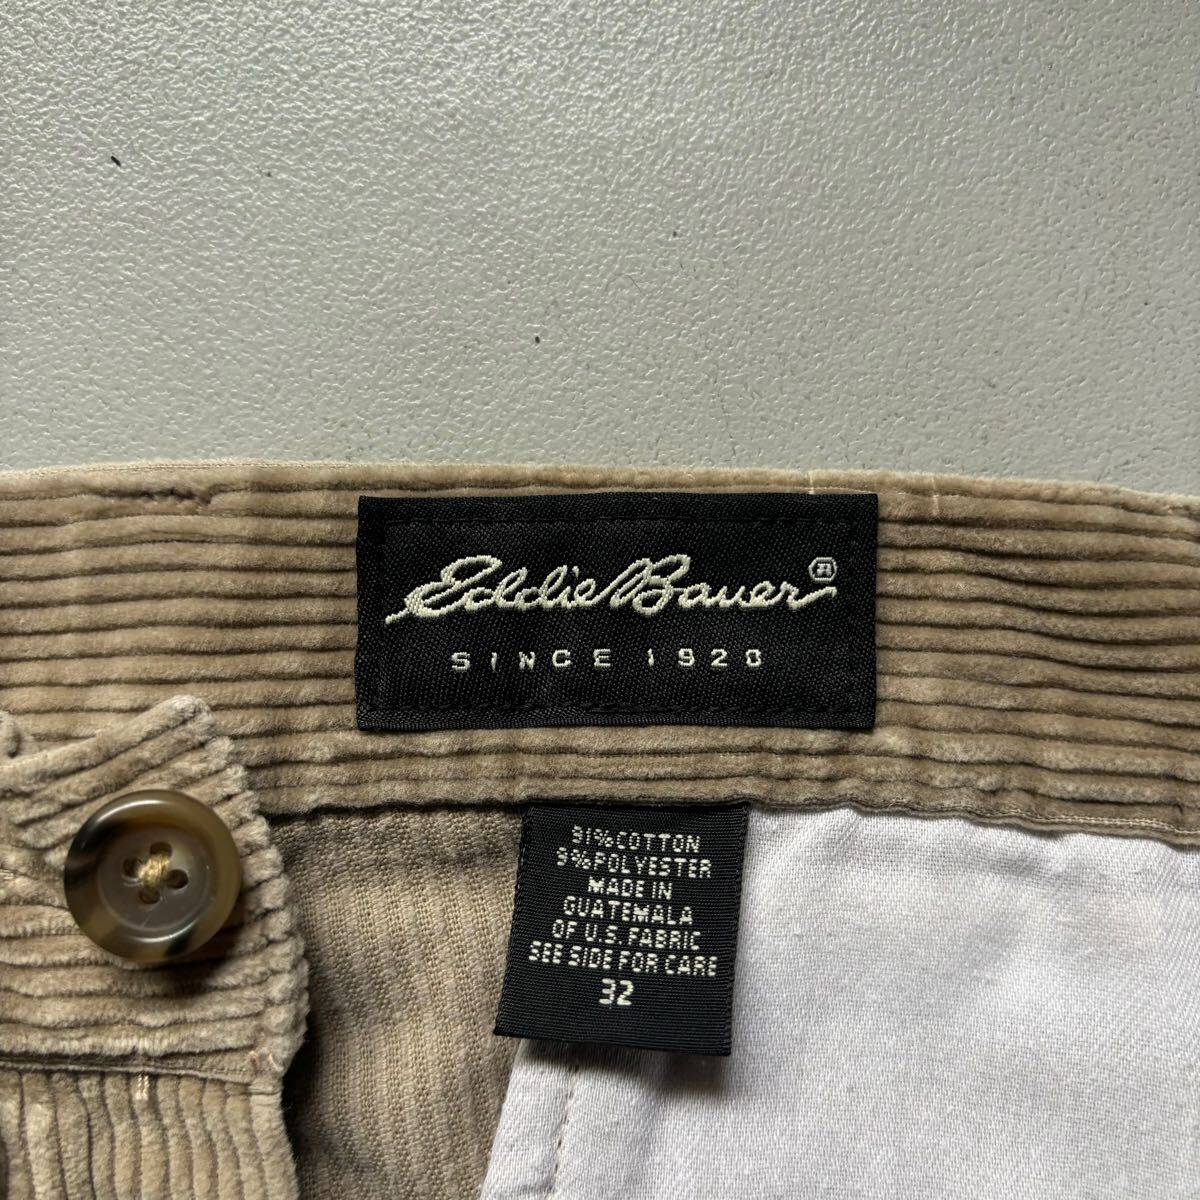 Eddie Bauer®
SINCE 1920
91% COTTON
9% POLYESTER
MADE IN
GUATEMALA
OF U.S. FABRIC
SEE SIDE FOR CARE
32